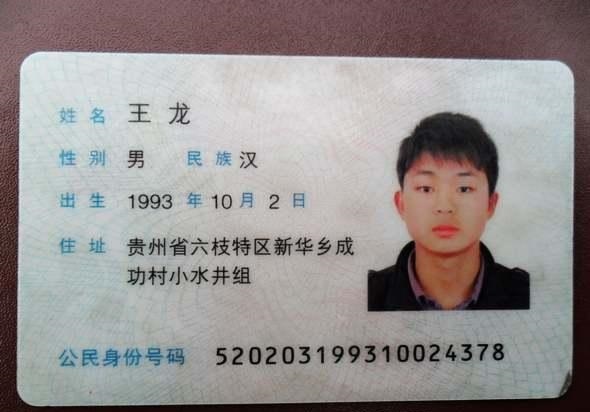 姓名 王龙
性别 男 民族 汉
出生 1993 年 10 月 2 日
住址 贵州省六枝特区新华乡成
功村小水井组
公民身份号码 520203199310024378